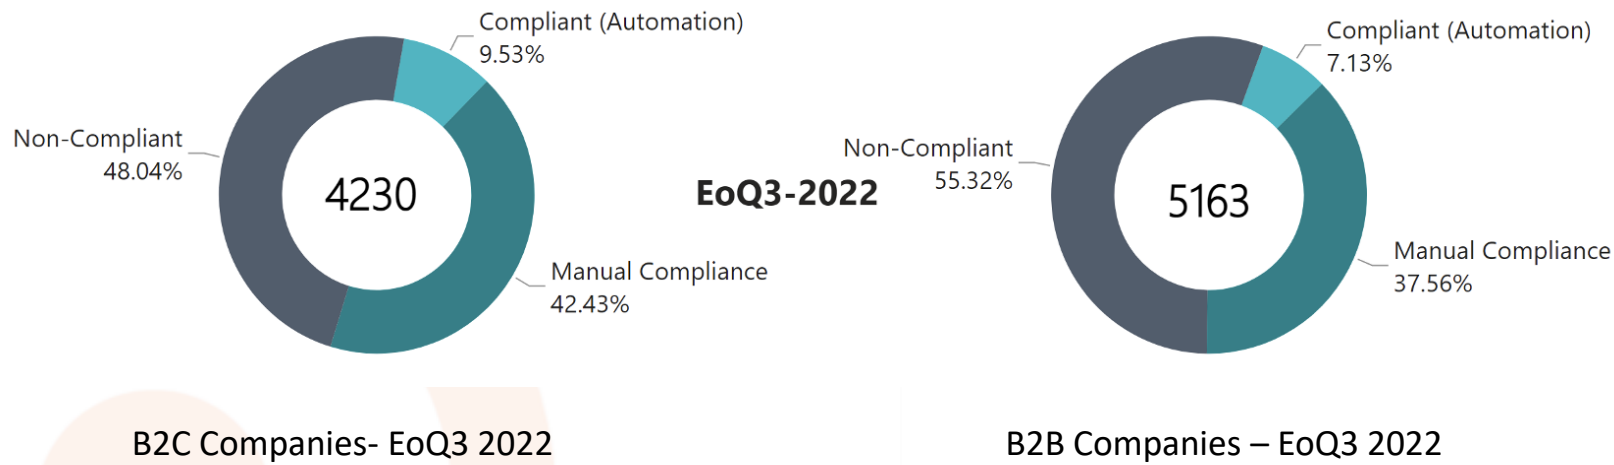 Compliant (Automation)
9.53%
Non-Compliant
48.04%
4230
Manual Compliance
42.43%
EoQ3-2022
Compliant (Automation)
7.13%
Non-Compliant
55.32%
5163
Manual Compliance
37.56%
B2C Companies- EoQ3 2022
B2B Companies – EoQ3 2022